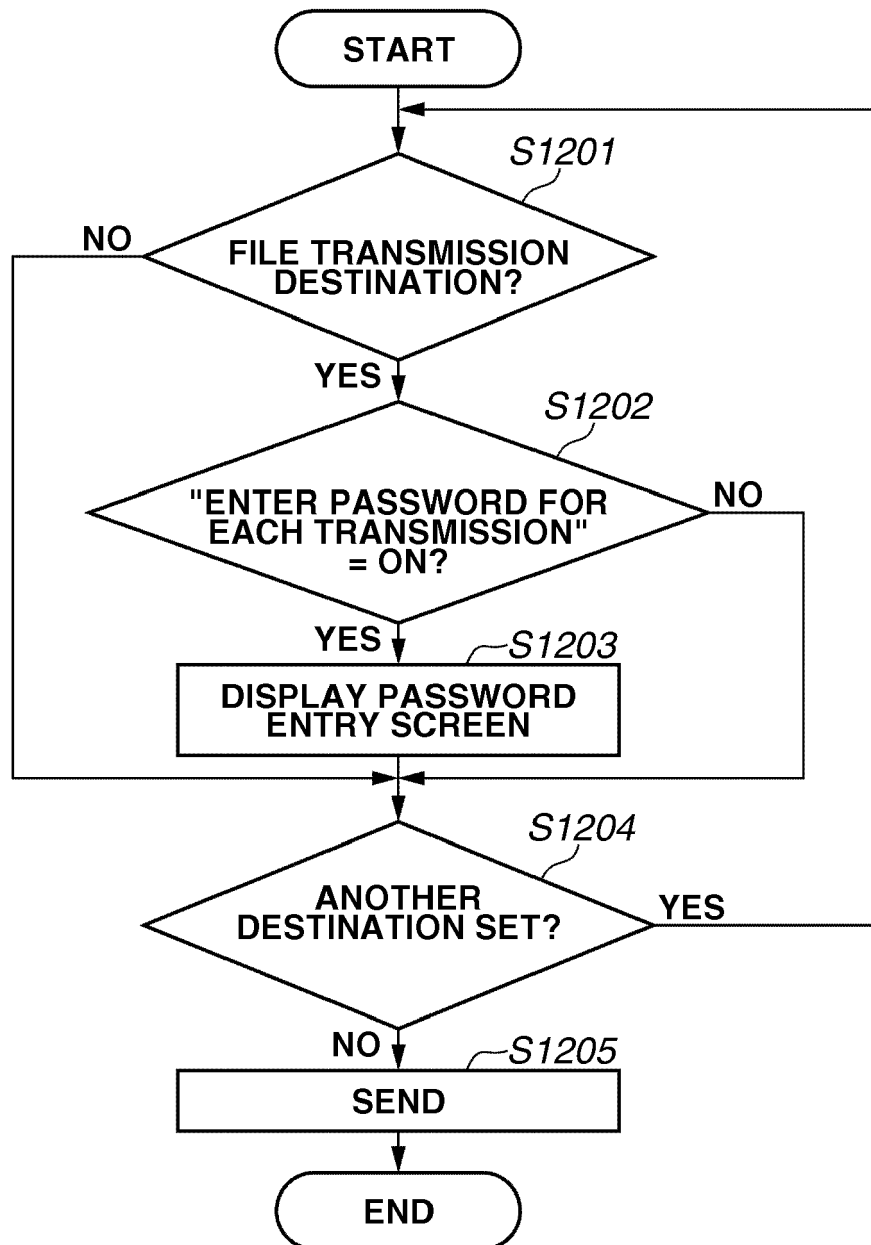 START
S1201
NO
FILE TRANSMISSION
DESTINATION?
YES
S1202
"ENTER PASSWORD FOR
EACH TRANSMISSION"
= ON?
NO
YES
S1203
DISPLAY PASSWORD
ENTRY SCREEN
S1204
ANOTHER
DESTINATION SET?
YES
NO
S1205
SEND
END